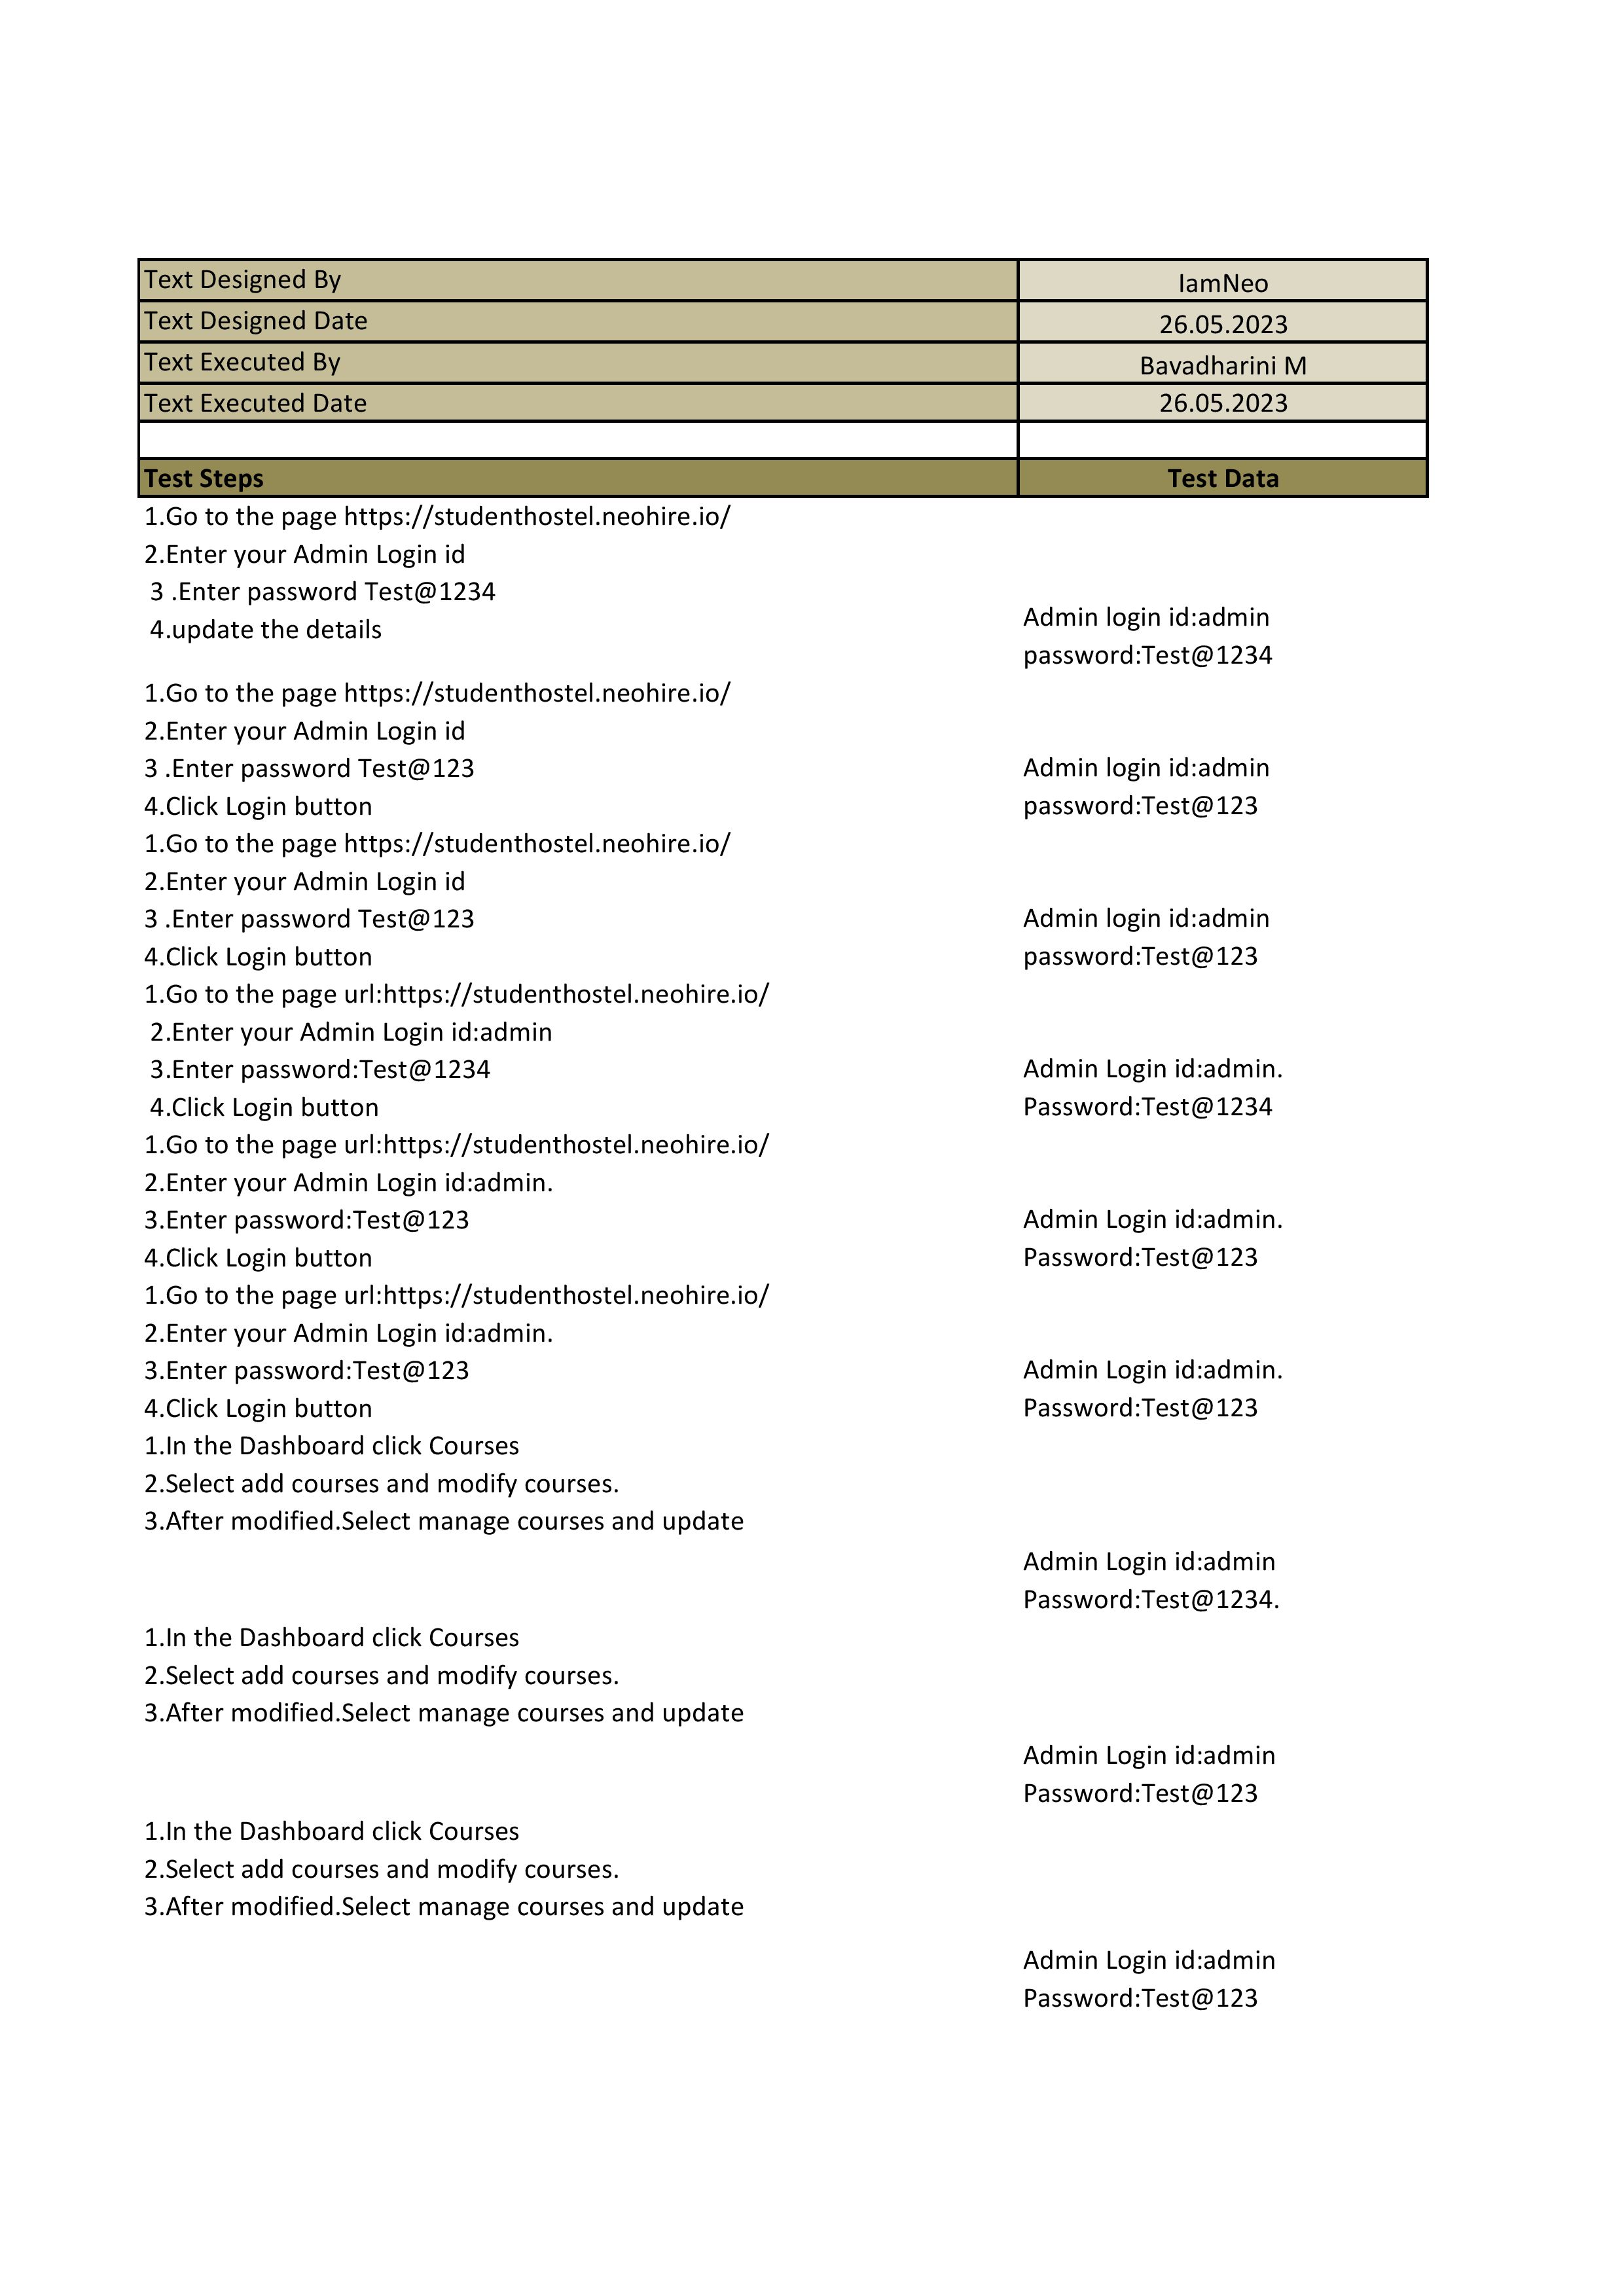 Text Designed By IamNeo
Text Designed Date 26.05.2023
Text Executed By Bavadharini M
Text Executed Date 26.05.2023
Test Steps Test Data
1.Go to the page https://studenthostel.neohire.io/
2.Enter your Admin Login id
3 .Enter password Test@1234
4.update the details
Admin login id:admin
password:Test@1234
1.Go to the page https://studenthostel.neohire.io/
2.Enter your Admin Login id
3 .Enter password Test@123
4.Click Login button
Admin login id:admin
password:Test@123
1.Go to the page https://studenthostel.neohire.io/
2.Enter your Admin Login id
3 .Enter password Test@123
4.Click Login button
Admin login id:admin
password:Test@123
1.Go to the page url:https://studenthostel.neohire.io/
2.Enter your Admin Login id:admin
3.Enter password:Test@1234
4.Click Login button
Admin Login id:admin.
Password:Test@1234
1.Go to the page url:https://studenthostel.neohire.io/
2.Enter your Admin Login id:admin.
3.Enter password:Test@123
4.Click Login button
Admin Login id:admin.
Password:Test@123
1.Go to the page url:https://studenthostel.neohire.io/
2.Enter your Admin Login id:admin.
3.Enter password:Test@123
4.Click Login button
Admin Login id:admin.
Password:Test@123
1.In the Dashboard click Courses
2.Select add courses and modify courses.
3.After modified.Select manage courses and update
Admin Login id:admin
Password:Test@1234.
1.In the Dashboard click Courses
2.Select add courses and modify courses.
3.After modified.Select manage courses and update
Admin Login id:admin
Password:Test@123
1.In the Dashboard click Courses
2.Select add courses and modify courses.
3.After modified.Select manage courses and update
Admin Login id:admin
Password:Test@123